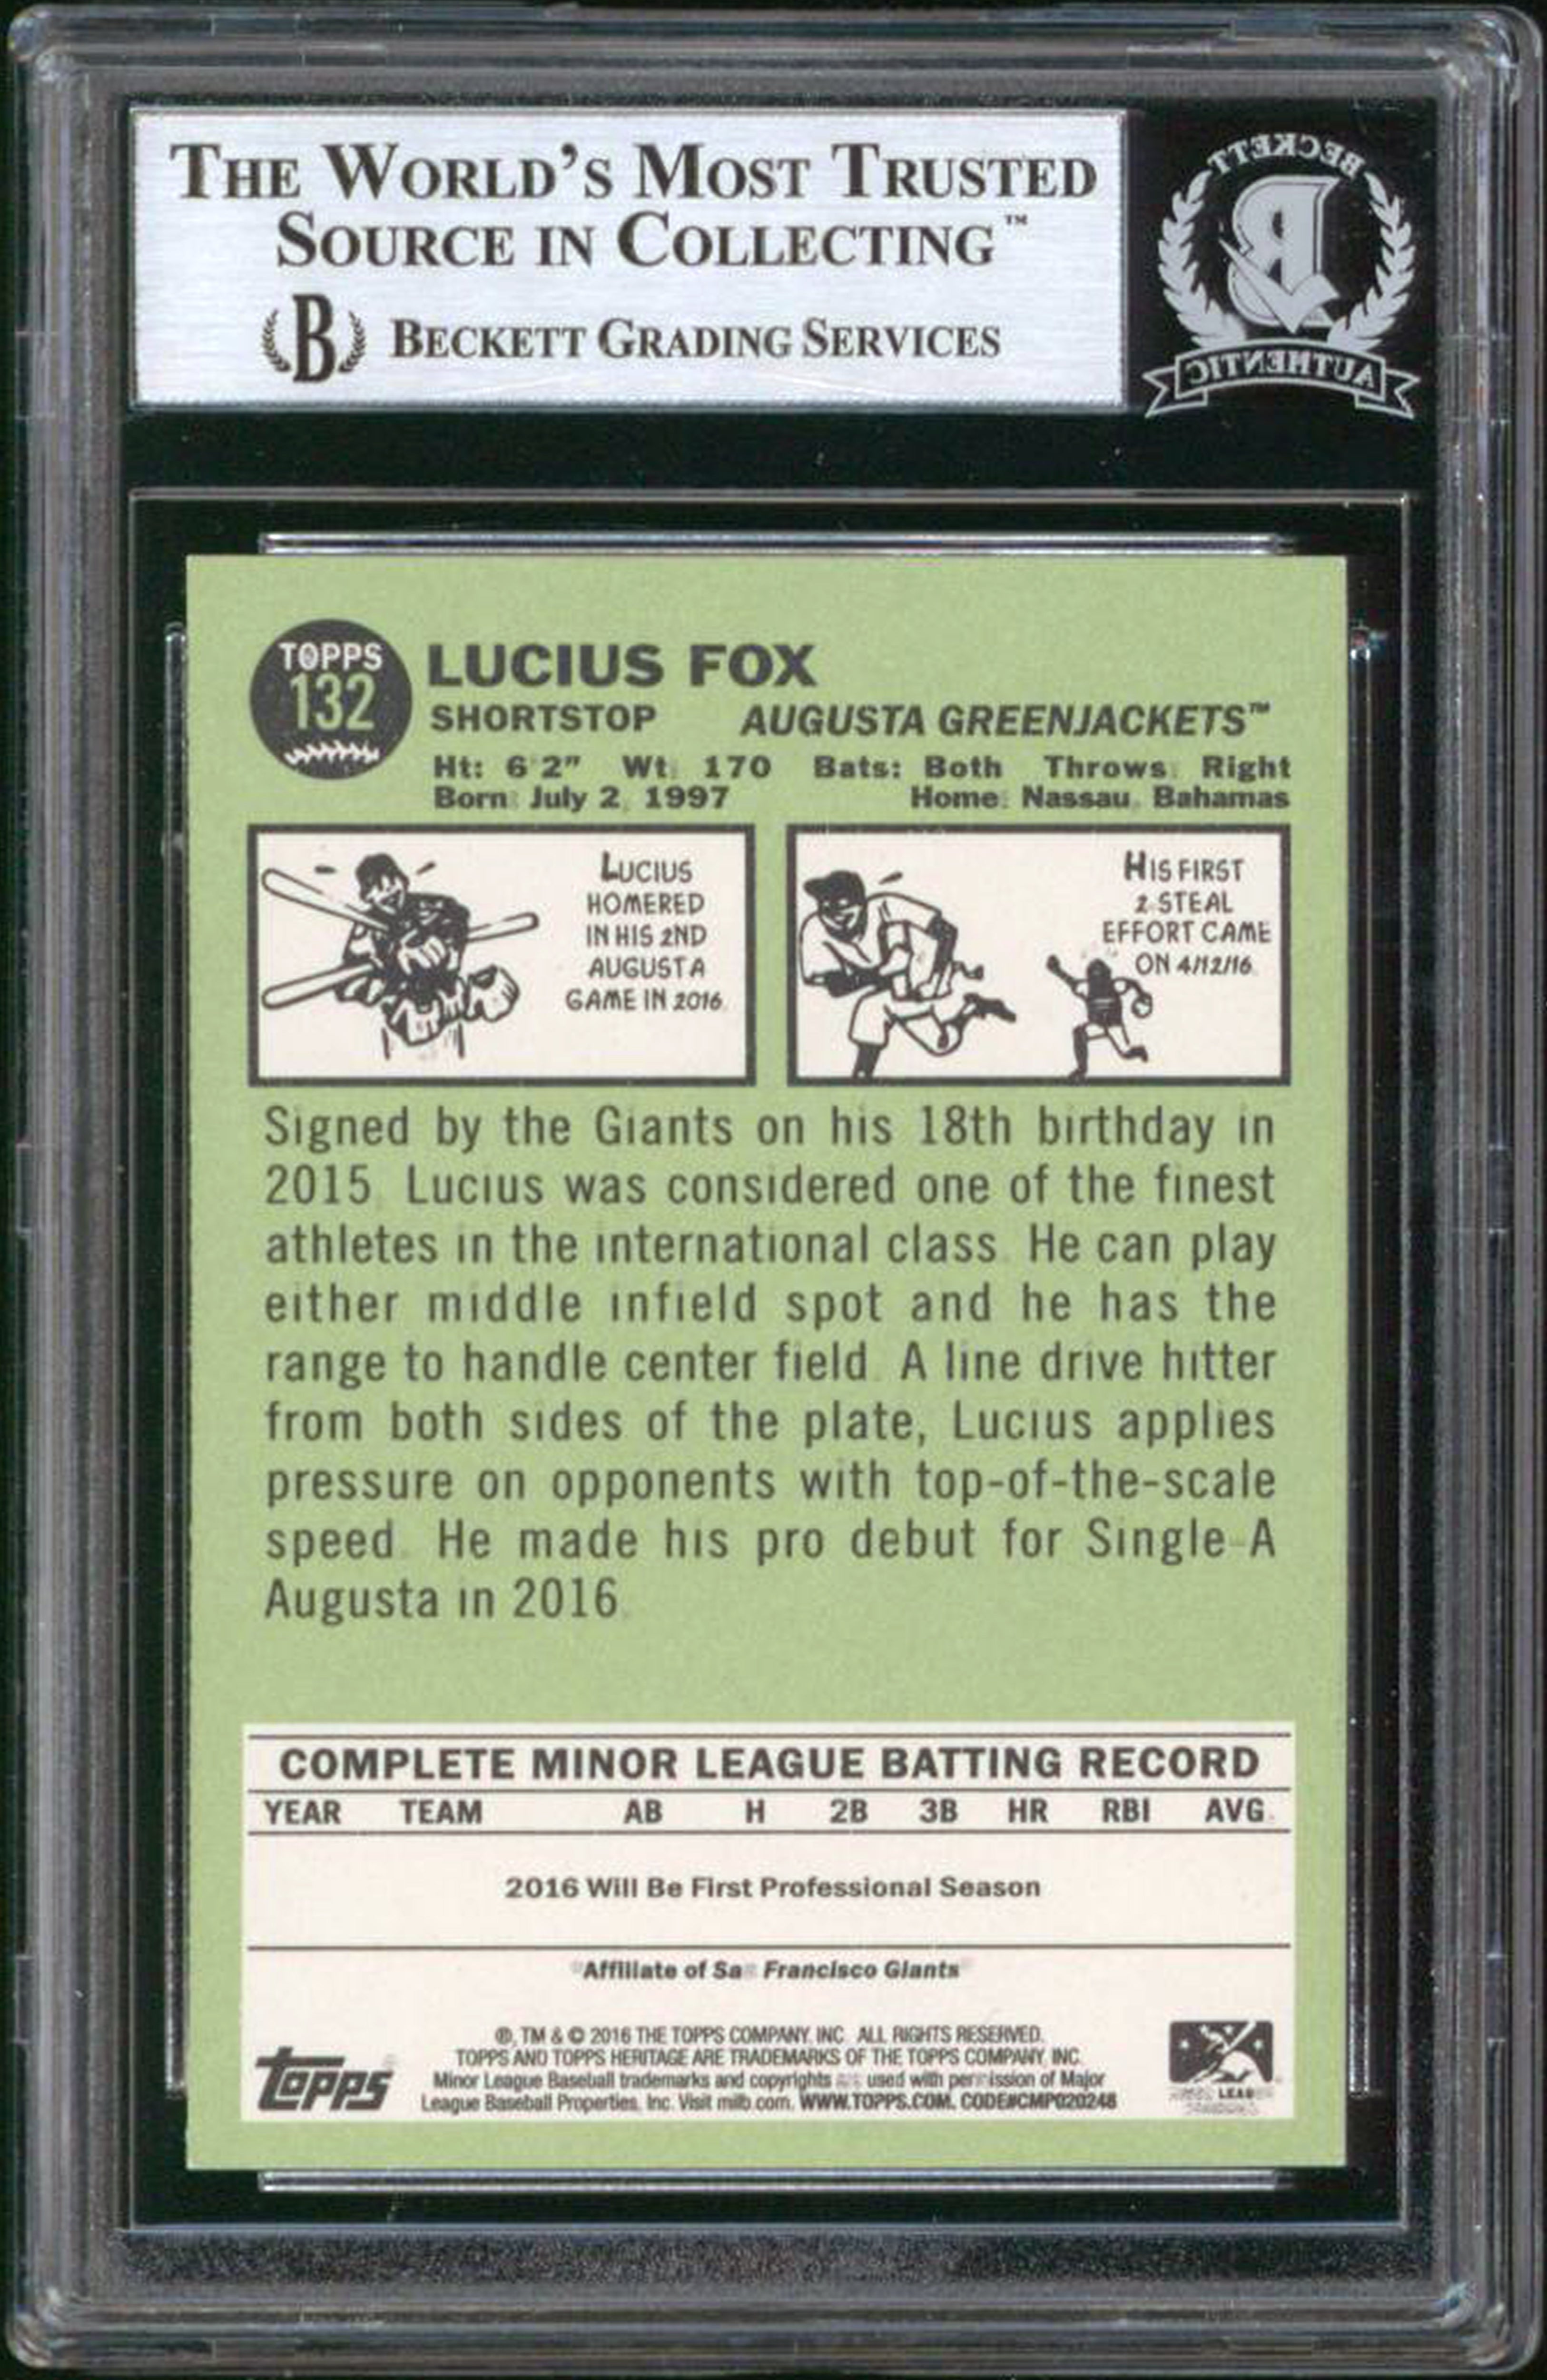 THE WORLD'S MOST TRUSTED
SOURCE IN COLLECTING™
B BECKETT GRADING SERVICES
BECKETT
B
AUTHENTIC
TOPPS
132
LUCIUS FOX
SHORTSTOP AUGUSTA GREENJACKETS™
Ht: 6'2" Wt: 170 Bats: Both Throws: Right
Born: July 2, 1997 Home: Nassau, Bahamas
LUCIUS
HOMERED
IN HIS 2ND
AUGUSTA
GAME IN 2016.
HIS FIRST
2-STEAL
EFFORT CAME
ON 4/12/16.
Signed by the Giants on his 18th birthday in
2015, Lucius was considered one of the finest
athletes in the international class. He can play
either middle infield spot and he has the
range to handle center field. A line drive hitter
from both sides of the plate, Lucius applies
pressure on opponents with top-of-the-scale
speed. He made his pro debut for Single-A
Augusta in 2016.
COMPLETE MINOR LEAGUE BATTING RECORD
YEAR TEAM AB H 2B 3B HR RBI AVG.
2016 Will Be First Professional Season
"Affiliate of San Francisco Giants"
®, TM & © 2016 THE TOPPS COMPANY, INC. ALL RIGHTS RESERVED.
TOPPS AND TOPPS HERITAGE ARE TRADEMARKS OF THE TOPPS COMPANY, INC.
Minor League Baseball trademarks and copyrights are used with permission of Major
League Baseball Properties, Inc. Visit milb.com. WWW.TOPPS.COM. CODE#CMP020248
topps